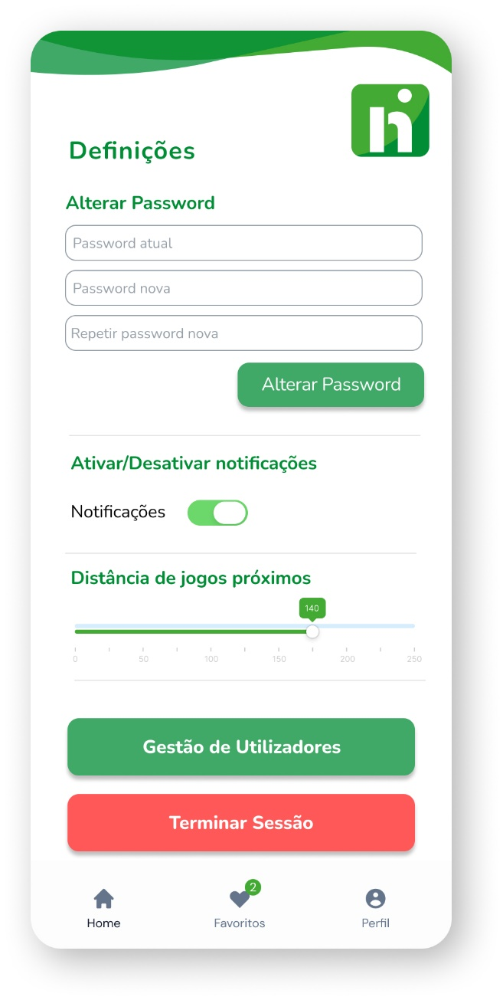 Definições
Alterar Password
Password atual
Password nova
Repetir password nova
Alterar Password
Ativar/Desativar notificações
Notificações
Distância de jogos próximos
140
0 50 100 150 200 250
Gestão de Utilizadores
Terminar Sessão
2
Home Favoritos Perfil